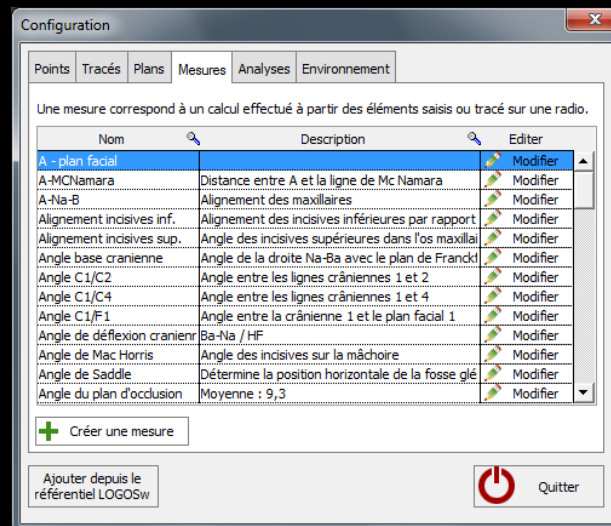 Configuration
Points Tracés Plans Mesures Analyses Environnement
Une mesure correspond à un calcul effectué à partir des éléments saisis ou tracé sur une radio.
Nom Description Editer
A - plan facial Modifier
A-MCNamara Distance entre A et la ligne de Mc Namara Modifier
A-Na-B Alignement des maxillaires Modifier
Alignement incisives inf. Alignement des incisives inférieures par rapport Modifier
Alignement incisives sup. Angle des incisives supérieures dans l'os maxillai Modifier
Angle base cranienne Angle de la droite Na-Ba avec le plan de Franckf Modifier
Angle C1/C2 Angle entre les lignes crâniennes 1 et 2 Modifier
Angle C1/C4 Angle entre les lignes crâniennes 1 et 4 Modifier
Angle C1/F1 Angle entre la crânienne 1 et le plan facial 1 Modifier
Angle de déflexion cranienr Ba-Na / HF Modifier
Angle de Mac Horris Angle des incisives sur la mâchoire Modifier
Angle de Saddle Détermine la position horizontale de la fosse glé Modifier
Angle du plan d'occlusion Moyenne : 9,3 Modifier
Créer une mesure
Ajouter depuis le
référentiel LOGOSw
Quitter